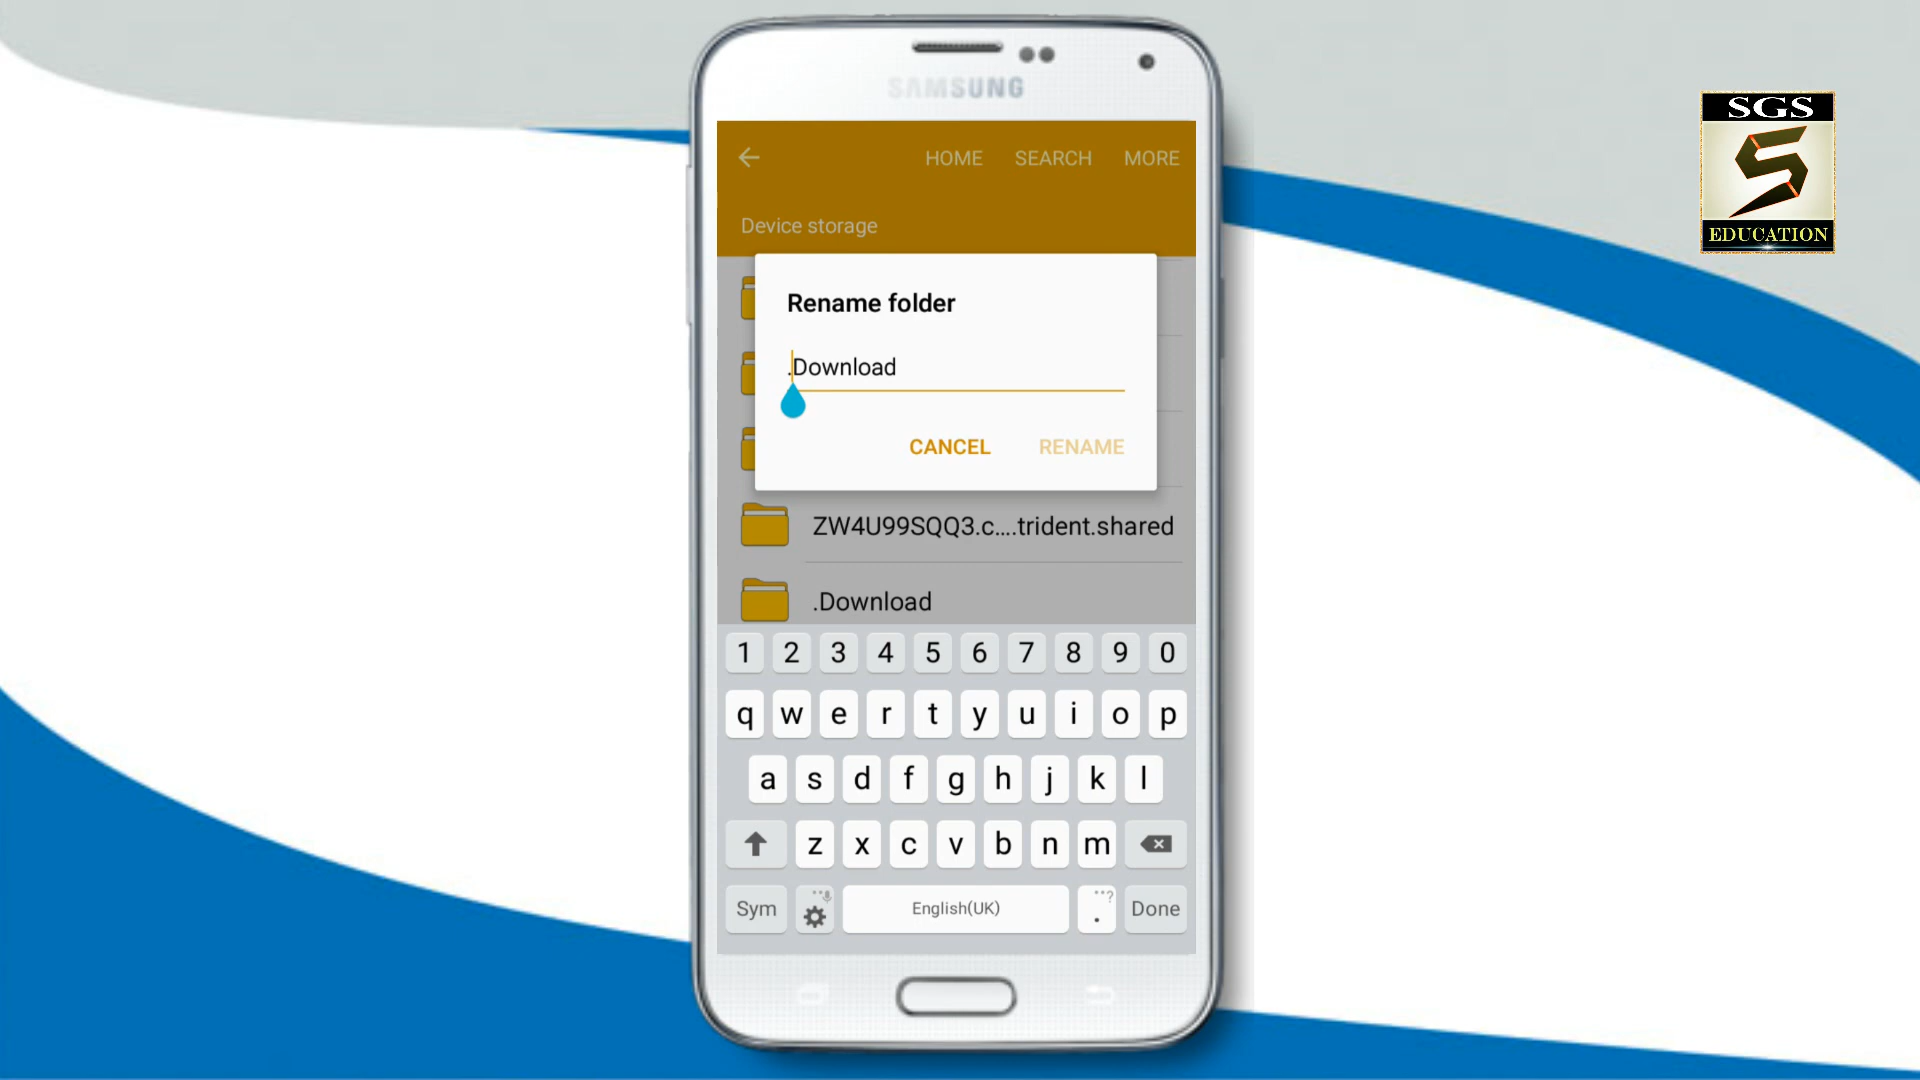 SAMSUNG
SGS
S
EDUCATION
HOME SEARCH MORE
Device storage
Rename folder
.Download
CANCEL RENAME
ZW4U99SQQ3.c....trident.shared
.Download
1 2 3 4 5 6 7 8 9 0
q w e r t y u i o p
a s d f g h j k l
z x c v b n m
Sym English(UK) . ? Done